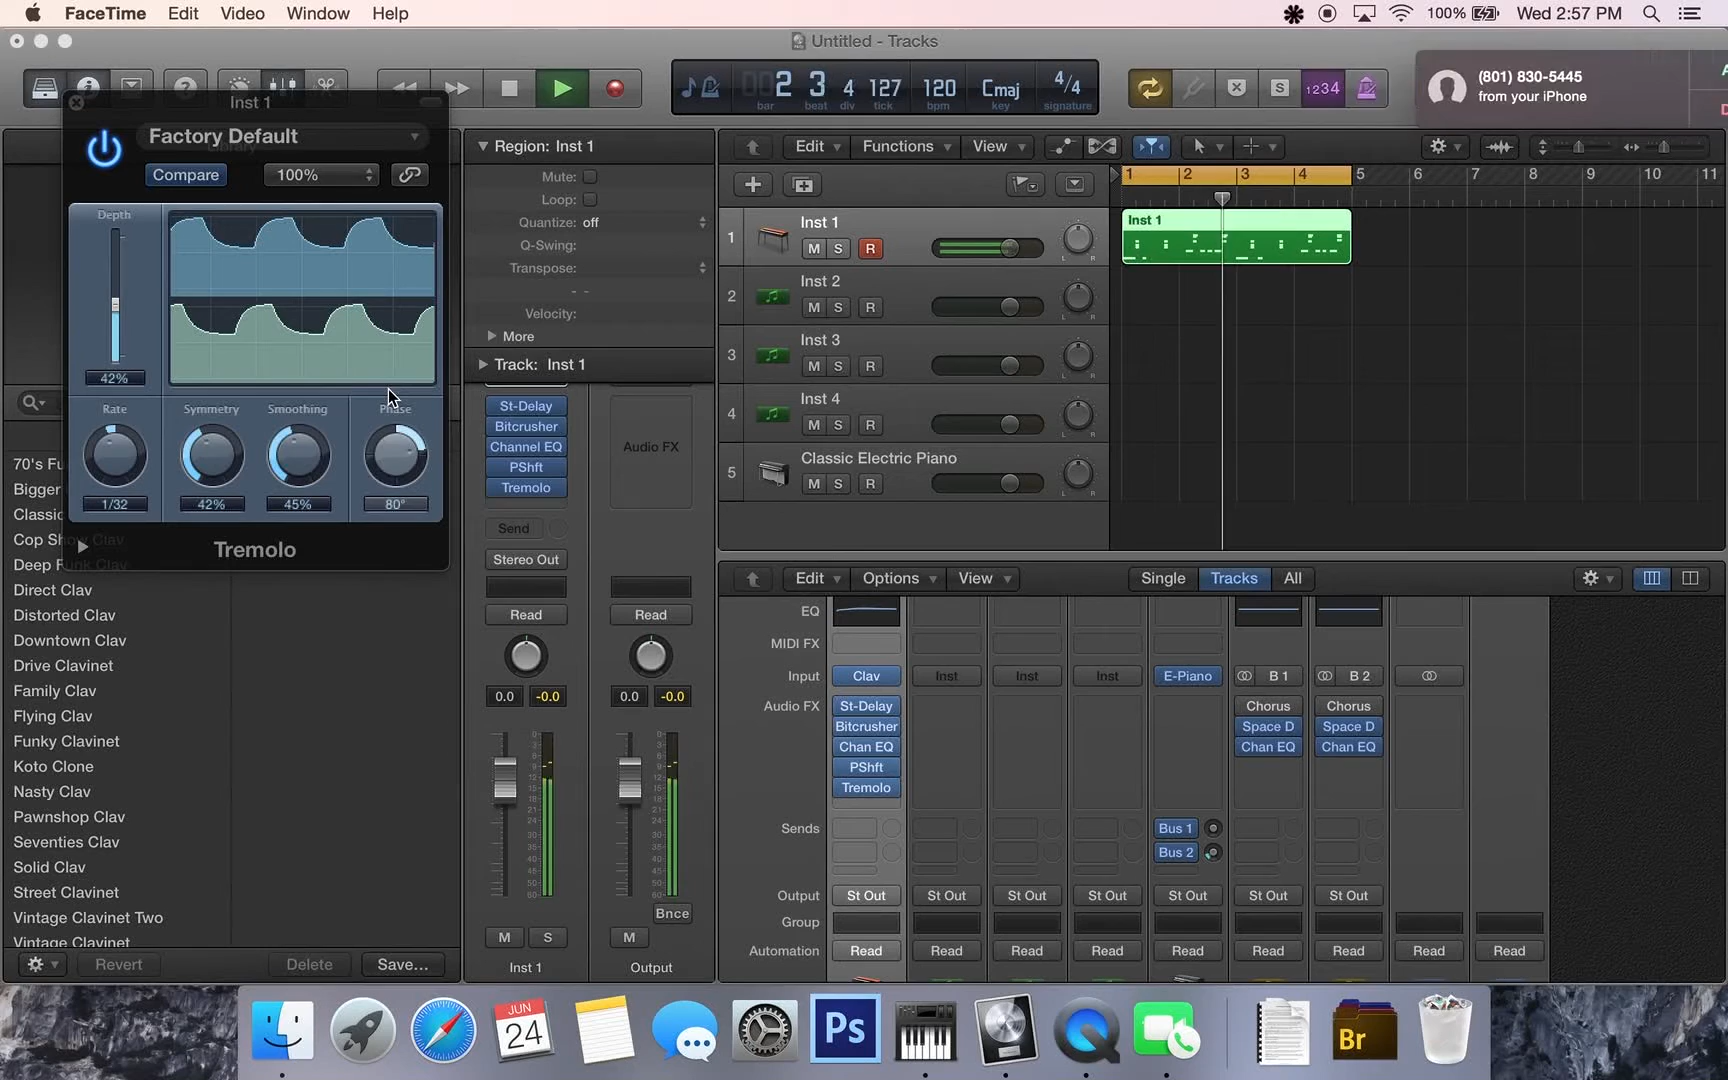 FaceTime Edit Video Window Help
100% Wed 2:57 PM
Untitled - Tracks
2 3 4 127 120 Cmaj 4/4
bar beat div tick bpm key signature
S 1234
(801) 830-5445
from your iPhone
Inst 1
Factory Default
Compare 100%
Depth
42%
Rate Symmetry Smoothing Phase
1/32 42% 45% 80°
Tremolo
70's Fu
Bigger
Classic
Cop Show Clav
Deep Funk Clav
Direct Clav
Distorted Clav
Downtown Clav
Drive Clavinet
Family Clav
Flying Clav
Funky Clavinet
Koto Clone
Nasty Clav
Pawnshop Clav
Seventies Clav
Solid Clav
Street Clavinet
Vintage Clavinet Two
Vintage Clavinet
Revert Delete Save...
Region: Inst 1
Mute:
Loop:
Quantize: off
Q-Swing:
Transpose:
- -
Velocity:
More
Track: Inst 1
St-Delay
Bitcrusher
Channel EQ
PShft
Tremolo
Audio FX
Send
Stereo Out
Read Read
0.0 -0.0 0.0 -0.0
Bnce
M S M
Inst 1 Output
Edit Functions View
1 2 3 4 5 6 7 8 9 10 11
1 Inst 1
M S R
Inst 1
2 Inst 2
M S R
3 Inst 3
M S R
4 Inst 4
M S R
5 Classic Electric Piano
M S R
L R
Edit Options View Single Tracks All
EQ
MIDI FX
Input Clav Inst Inst Inst E-Piano B 1 B 2
Audio FX St-Delay Chorus Chorus
Bitcrusher Space D Space D
Chan EQ Chan EQ Chan EQ
PShft
Tremolo
Sends Bus 1
Bus 2
Output St Out St Out St Out St Out St Out St Out St Out
Group
Automation Read Read Read Read Read Read Read Read Read
JUN
24
Ps
Br